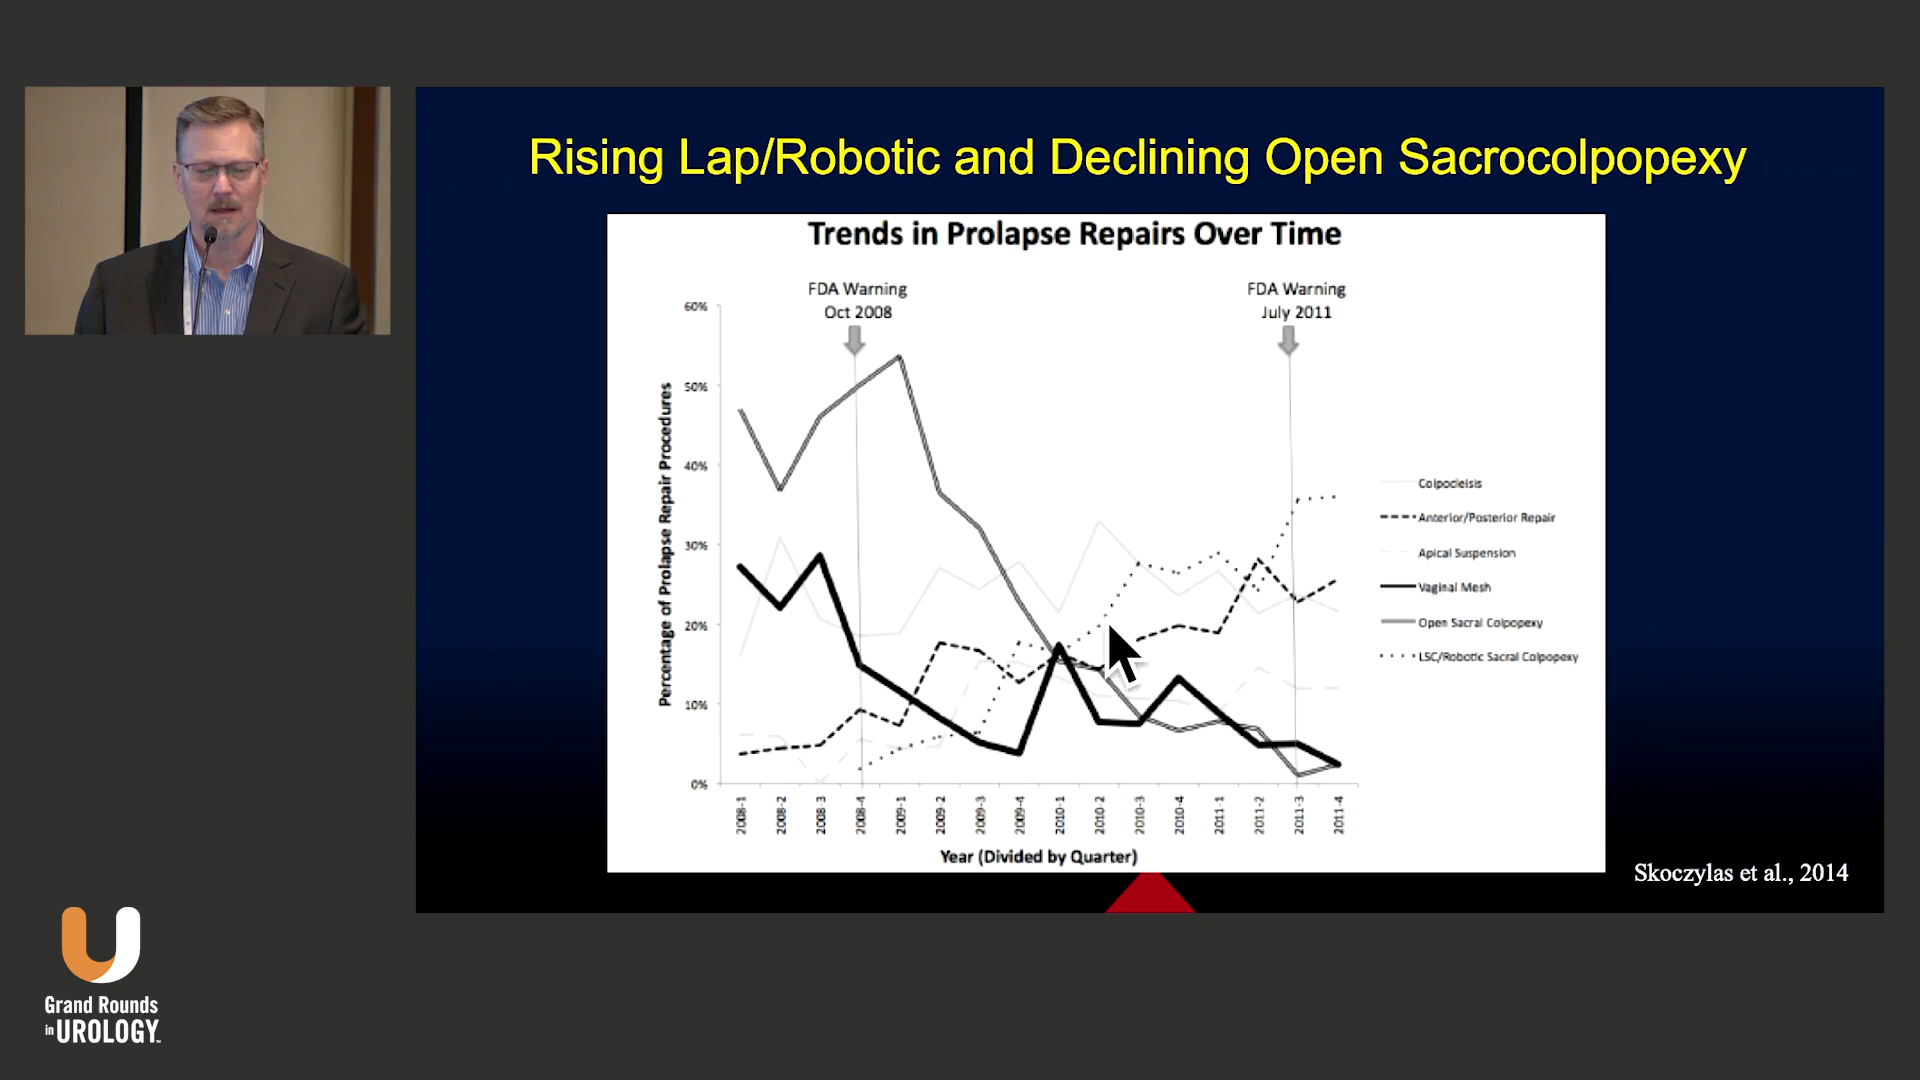 Rising Lap/Robotic and Declining Open Sacrocolpopexy
Trends in Prolapse Repairs Over Time
FDA Warning
Oct 2008
FDA Warning
July 2011
60%
50%
40%
30%
20%
10%
0%
Percentage of Prolapse Repair Procedures
2008-1
2008-2
2008-3
2008-4
2009-1
2009-2
2009-3
2009-4
2010-1
2010-2
2010-3
2010-4
2011-1
2011-2
2011-3
2011-4
Year (Divided by Quarter)
Colpocleisis
Anterior/Posterior Repair
Apical Suspension
Vaginal Mesh
Open Sacral Colpopexy
LSC/Robotic Sacral Colpopexy
Skoczylas et al., 2014
Grand Rounds
in UROLOGY™